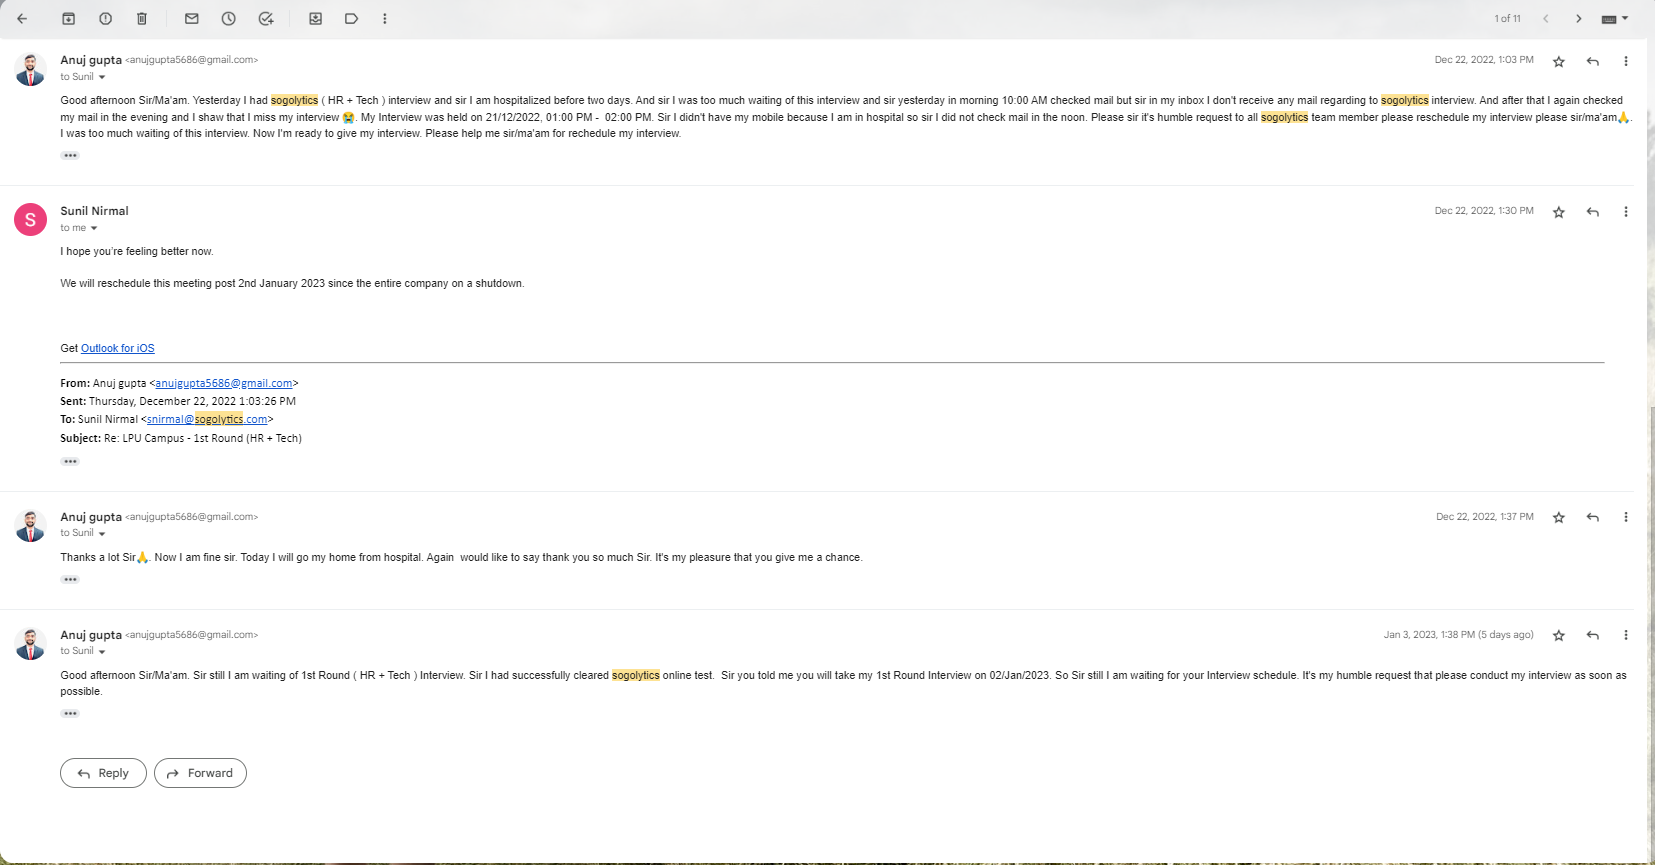 1 of 11
Anuj gupta <anujgupta5686@gmail.com>
Dec 22, 2022, 1:03 PM
to Sunil
Good afternoon Sir/Ma'am. Yesterday I had sogolytics ( HR + Tech ) interview and sir I am hospitalized before two days. And sir I was too much waiting of this interview and sir yesterday in morning 10:00 AM checked mail but sir in my inbox I don't receive any mail regarding to sogolytics interview. And after that I again checked
my mail in the evening and I shaw that I miss my interview 😭. My Interview was held on 21/12/2022, 01:00 PM - 02:00 PM. Sir I didn't have my mobile because I am in hospital so sir I did not check mail in the noon. Please sir it's humble request to all sogolytics team member please reschedule my interview please sir/ma'am🙏.
I was too much waiting of this interview. Now I'm ready to give my interview. Please help me sir/ma'am for rechedule my interview.
S
Sunil Nirmal
Dec 22, 2022, 1:30 PM
to me
I hope you're feeling better now.
We will reschedule this meeting post 2nd January 2023 since the entire company on a shutdown.
Get Outlook for iOS
From: Anuj gupta <anujgupta5686@gmail.com>
Sent: Thursday, December 22, 2022 1:03:26 PM
To: Sunil Nirmal <snirmal@sogolytics.com>
Subject: Re: LPU Campus - 1st Round (HR + Tech)
Anuj gupta <anujgupta5686@gmail.com>
Dec 22, 2022, 1:37 PM
to Sunil
Thanks a lot Sir🙏. Now I am fine sir. Today I will go my home from hospital. Again would like to say thank you so much Sir. It's my pleasure that you give me a chance.
Anuj gupta <anujgupta5686@gmail.com>
Jan 3, 2023, 1:38 PM (5 days ago)
to Sunil
Good afternoon Sir/Ma'am. Sir still I am waiting of 1st Round ( HR + Tech ) Interview. Sir I had successfully cleared sogolytics online test. Sir you told me you will take my 1st Round Interview on 02/Jan/2023. So Sir still I am waiting for your Interview schedule. It's my humble request that please conduct my interview as soon as
possible.
Reply
Forward